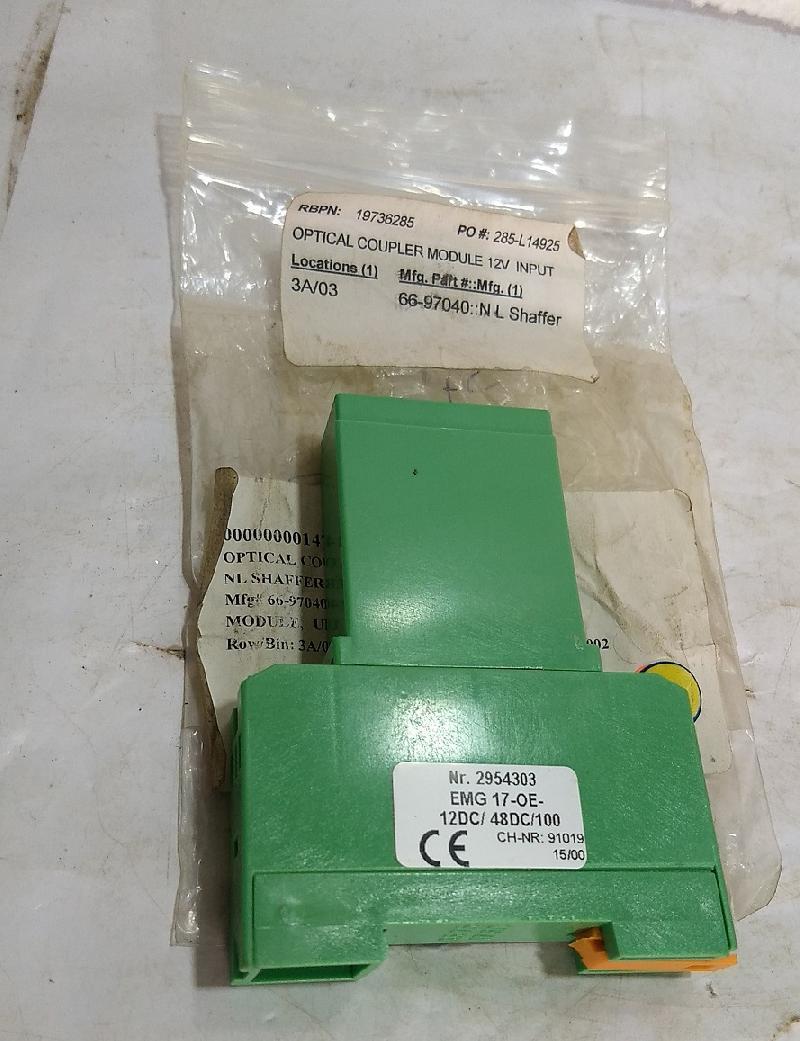 RBPN: 19736285 PO #: 285-L14925
OPTICAL COUPLER MODULE 12V INPUT
Locations (1) Mfg. Part #::Mfg. (1)
3A/03 66-97040::N L Shaffer
OPTICAL
NL SHAFFER
Mfg# 66-97040
MODULE,
Row/Bin: 3A/0
Nr. 2954303
EMG 17-OE-
12DC/ 48DC/100
CE CH-NR: 91019
15/00